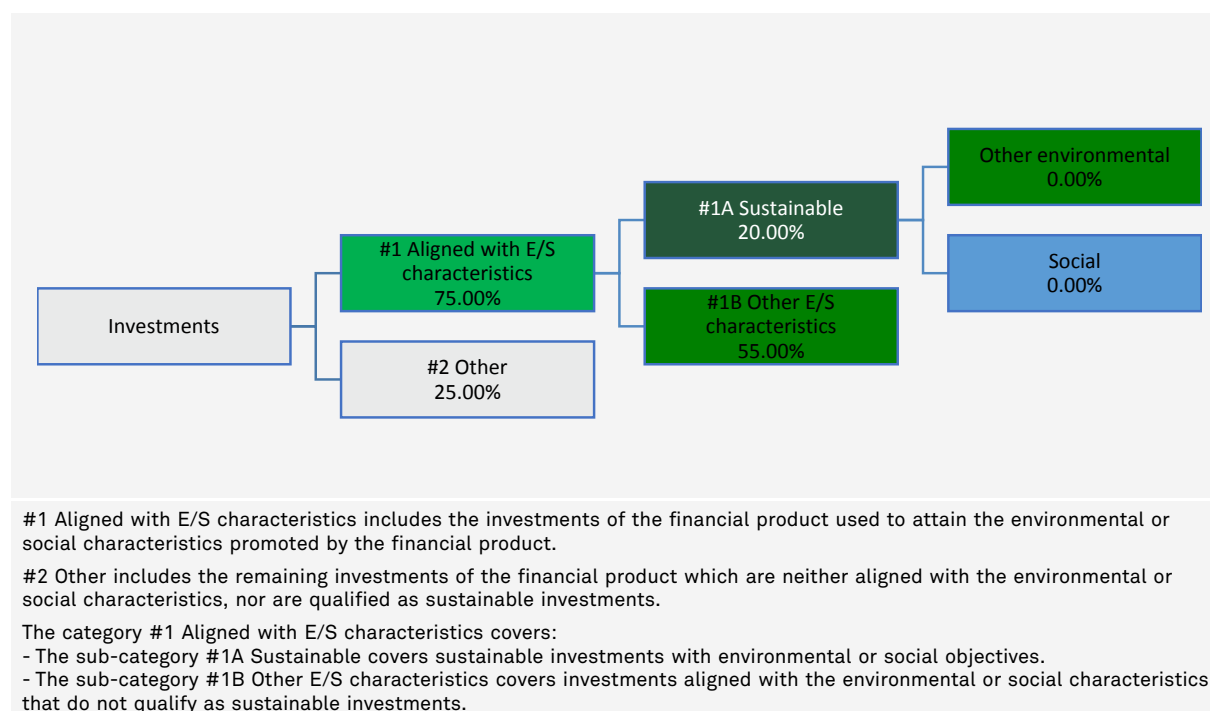 Investments
#1 Aligned with E/S
characteristics
75.00%
#2 Other
25.00%
#1A Sustainable
20.00%
#1B Other E/S
characteristics
55.00%
Other environmental
0.00%
Social
0.00%
#1 Aligned with E/S characteristics includes the investments of the financial product used to attain the environmental or
social characteristics promoted by the financial product.
#2 Other includes the remaining investments of the financial product which are neither aligned with the environmental or
social characteristics, nor are qualified as sustainable investments.
The category #1 Aligned with E/S characteristics covers:
- The sub-category #1A Sustainable covers sustainable investments with environmental or social objectives.
- The sub-category #1B Other E/S characteristics covers investments aligned with the environmental or social characteristics
that do not qualify as sustainable investments.